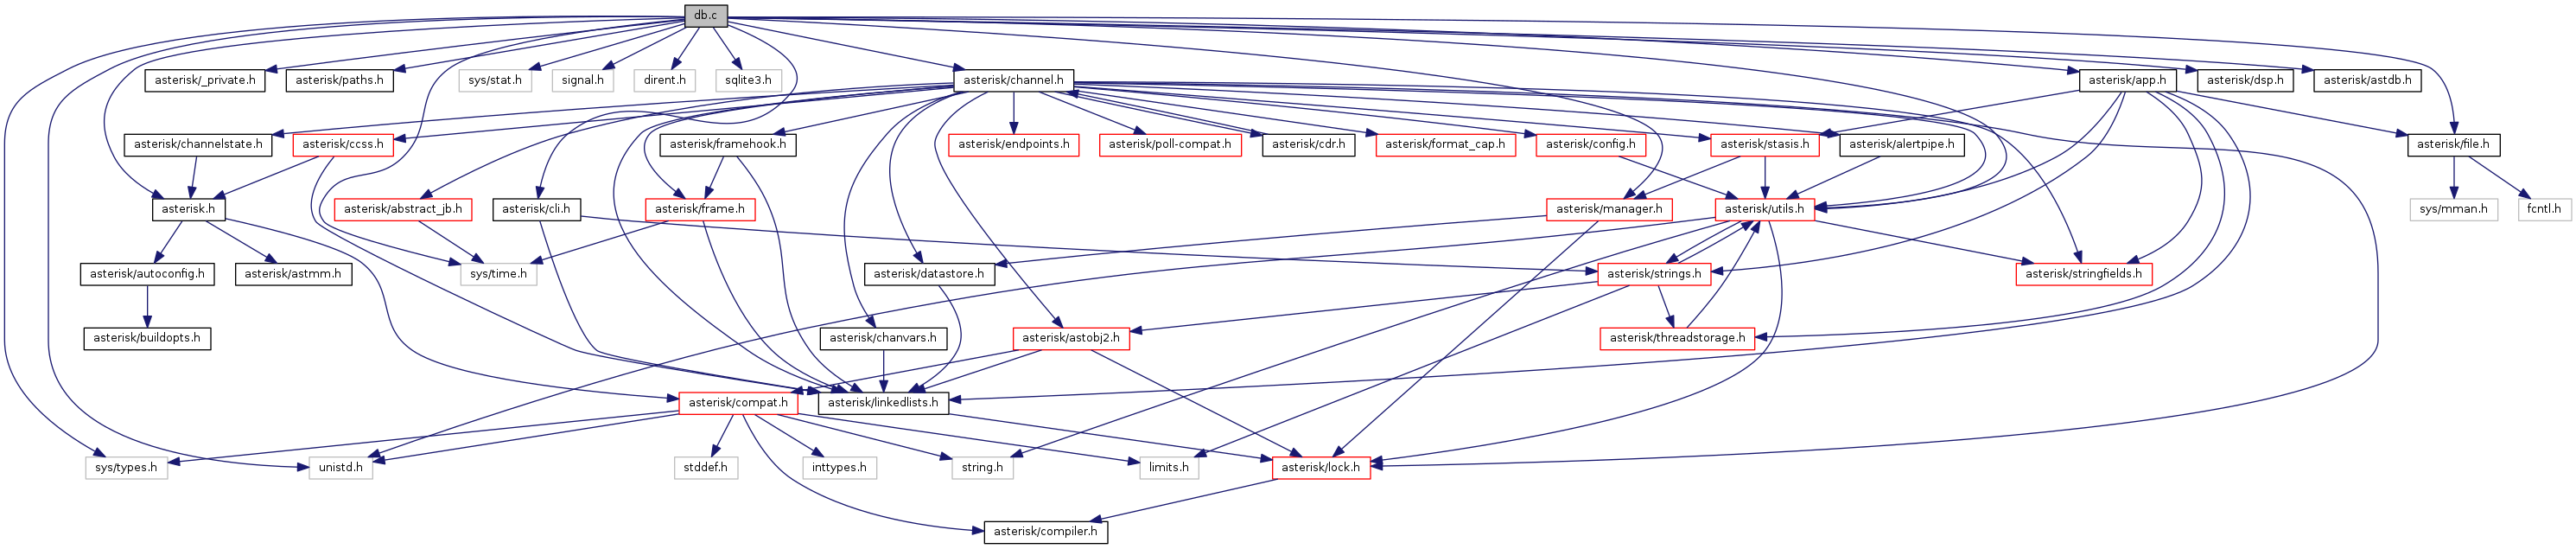 db.c
asterisk/_private.h
asterisk/paths.h
sys/stat.h
signal.h
dirent.h
sqlite3.h
asterisk/channel.h
asterisk/app.h
asterisk/dsp.h
asterisk/astdb.h
asterisk/channelstate.h
asterisk/ccss.h
asterisk/framehook.h
asterisk/endpoints.h
asterisk/poll-compat.h
asterisk/cdr.h
asterisk/format_cap.h
asterisk/config.h
asterisk/stasis.h
asterisk/alertpipe.h
asterisk/file.h
asterisk.h
asterisk/abstract_jb.h
asterisk/cli.h
asterisk/frame.h
asterisk/manager.h
asterisk/utils.h
sys/mman.h
fcntl.h
asterisk/autoconfig.h
asterisk/astmm.h
sys/time.h
asterisk/datastore.h
asterisk/strings.h
asterisk/stringfields.h
asterisk/buildopts.h
asterisk/chanvars.h
asterisk/astobj2.h
asterisk/threadstorage.h
asterisk/compat.h
asterisk/linkedlists.h
sys/types.h
unistd.h
stddef.h
inttypes.h
string.h
limits.h
asterisk/lock.h
asterisk/compiler.h